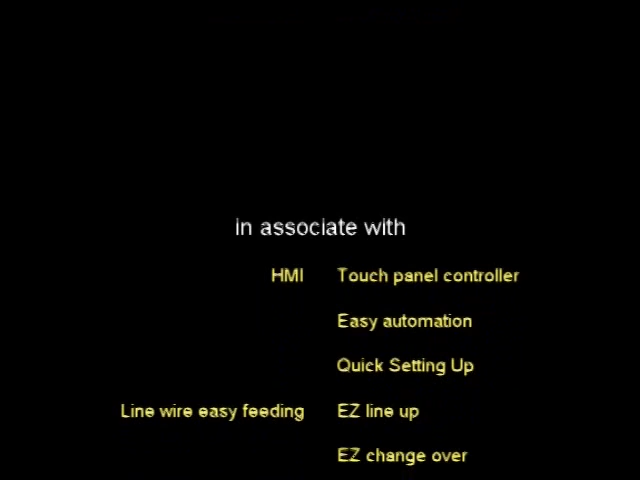 in associate with
HMI Touch panel controller
Easy automation
Quick Setting Up
Line wire easy feeding EZ line up
EZ change over